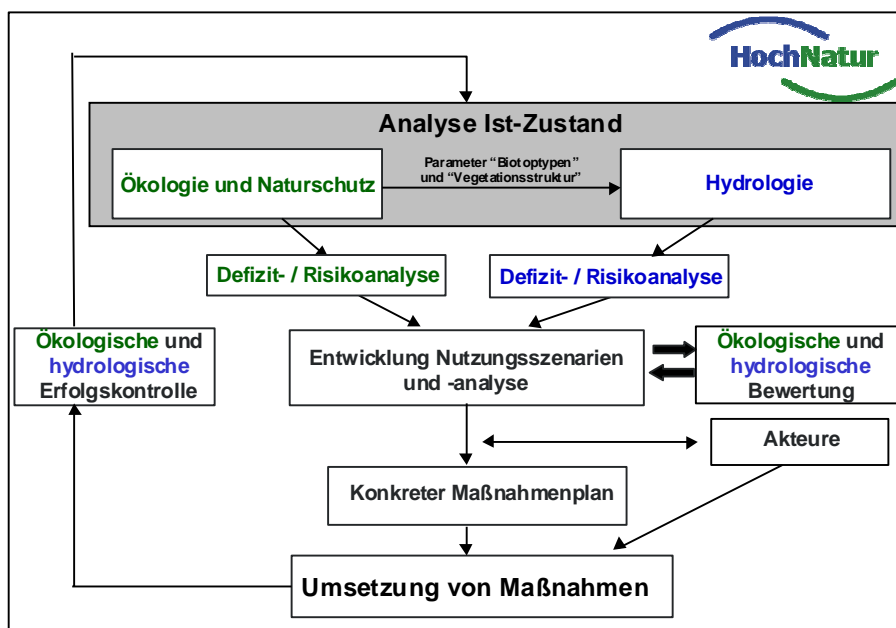 HochNatur
Analyse Ist-Zustand
Ökologie und Naturschutz
Parameter “Biotoptypen”
und “Vegetationsstruktur”
Hydrologie
Defizit- / Risikoanalyse
Defizit- / Risikoanalyse
Ökologische und
hydrologische
Erfolgskontrolle
Entwicklung Nutzungsszenarien
und -analyse
Ökologische und
hydrologische
Bewertung
Akteure
Konkreter Maßnahmenplan
Umsetzung von Maßnahmen